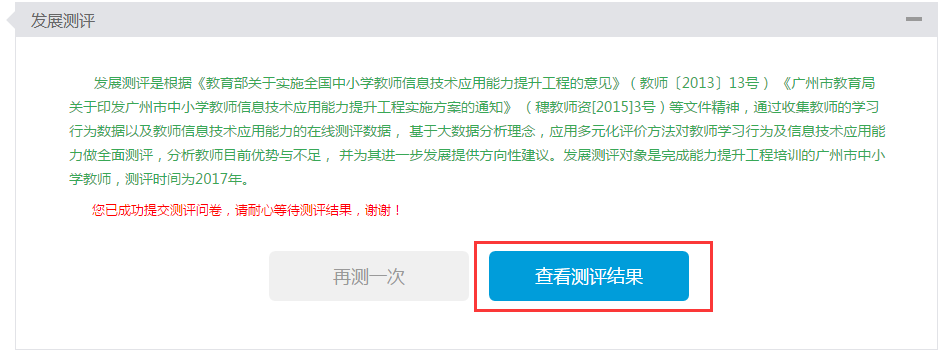 发展测评
发展测评是根据《教育部关于实施全国中小学教师信息技术应用能力提升工程的意见》（教师〔2013〕13号）《广州市教育局
关于印发广州市中小学教师信息技术应用能力提升工程实施方案的通知》（穗教师资[2015]3号）等文件精神，通过收集教师的学习
行为数据以及教师信息技术应用能力的在线测评数据， 基于大数据分析理念，应用多元化评价方法对教师学习行为及信息技术应用能
力做全面测评，分析教师目前优势与不足， 并为其进一步发展提供方向性建议。发展测评对象是完成能力提升工程培训的广州市中小
学教师，测评时间为2017年。
您已成功提交测评问卷，请耐心等待测评结果，谢谢！
再测一次
查看测评结果